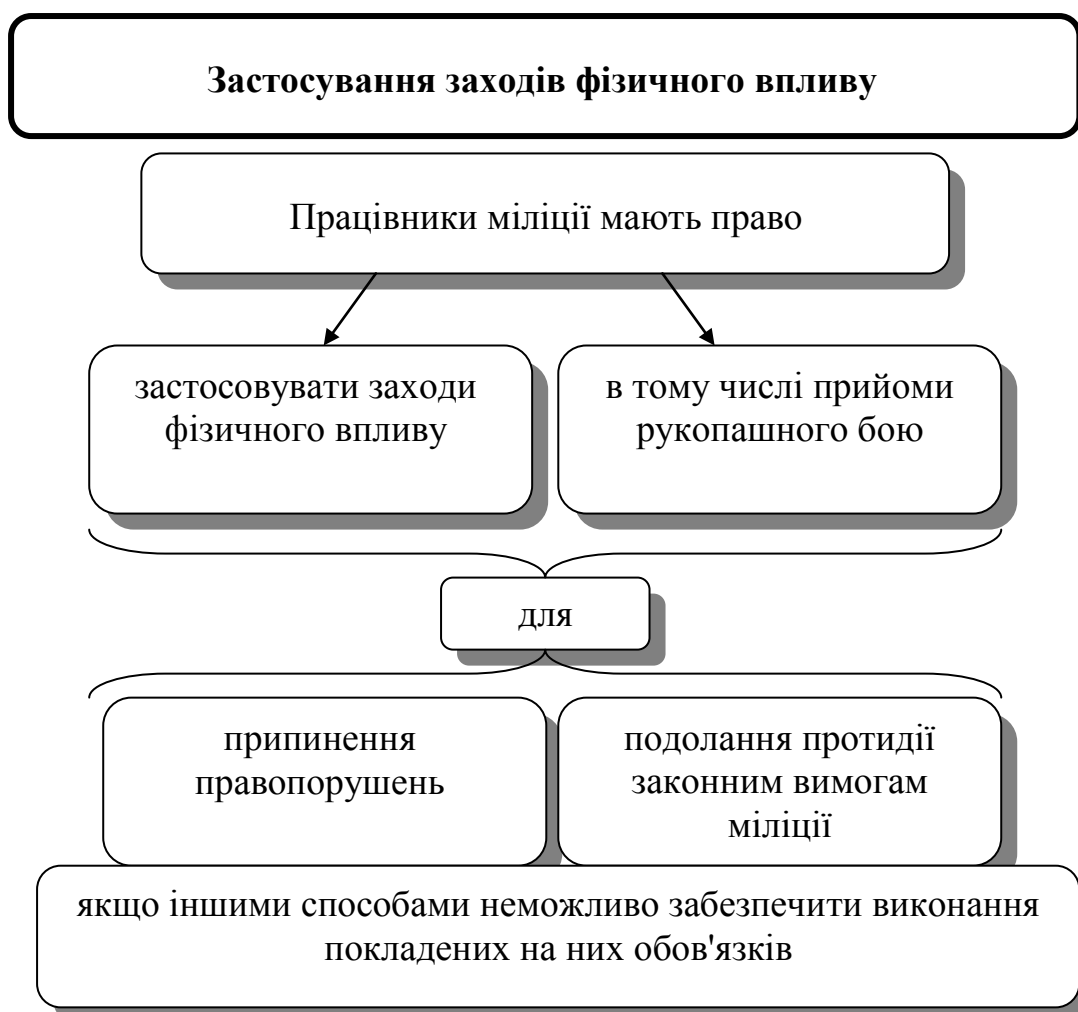 Застосування заходів фізичного впливу
Працівники міліції мають право
застосовувати заходи
фізичного впливу
в тому числі прийоми
рукопашного бою
для
припинення
правопорушень
подолання протидії
законним вимогам
міліції
якщо іншими способами неможливо забезпечити виконання
покладених на них обов'язків